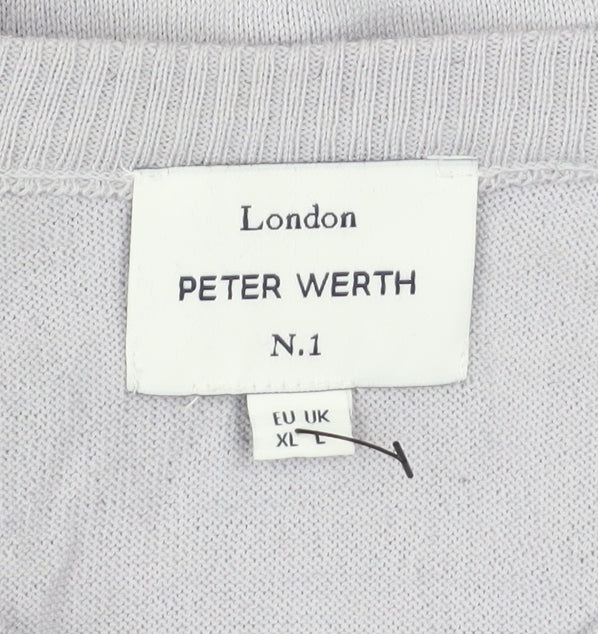 London
PETER WERTH
N.1
EU UK
XL L